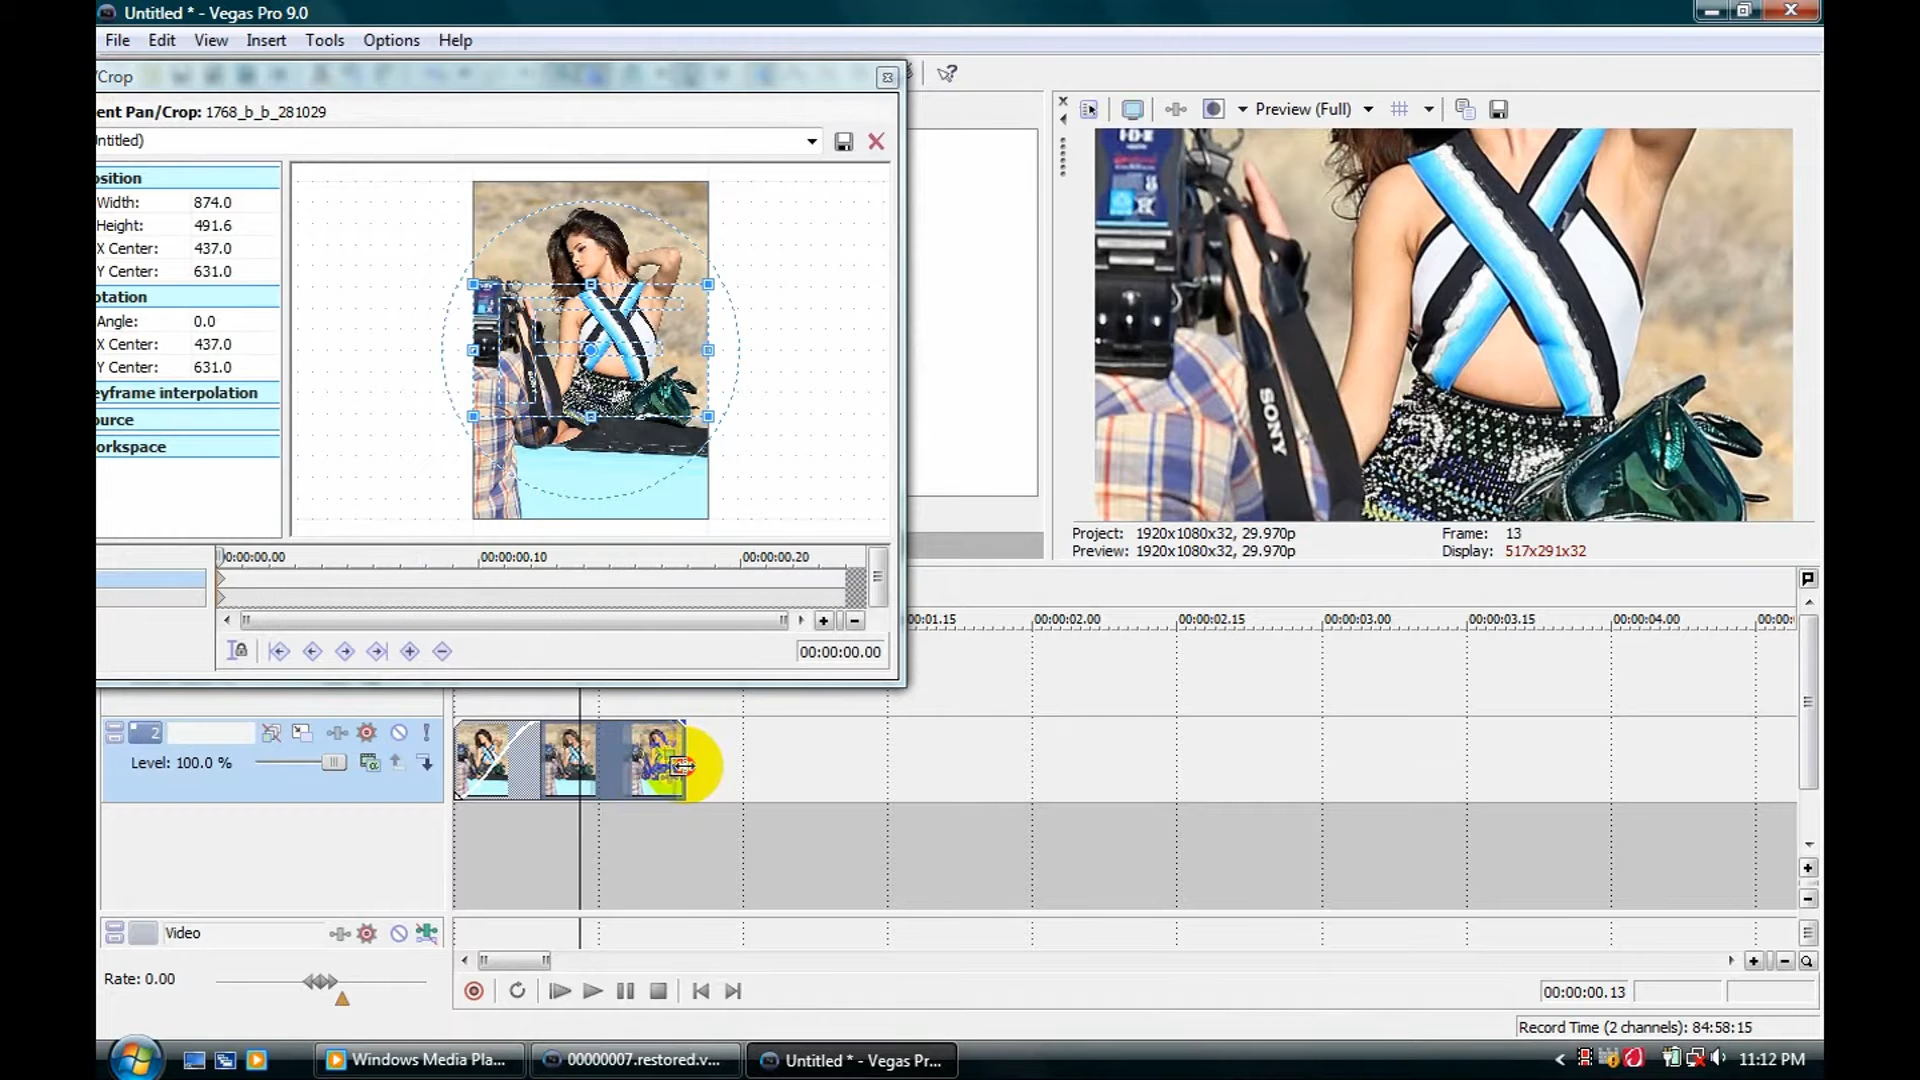 Untitled * - Vegas Pro 9.0
File Edit View Insert Tools Options Help
/Crop
ent Pan/Crop: 1768_b_b_281029
ntitled)
osition
Width: 874.0
Height: 491.6
X Center: 437.0
Y Center: 631.0
otation
Angle: 0.0
X Center: 437.0
Y Center: 631.0
eyframe interpolation
ource
orkspace
00:00:00.00 00:00:00.10 00:00:00.20
00:00:00.00
Preview (Full)
SONY
Project: 1920x1080x32, 29.970p Frame: 13
Preview: 1920x1080x32, 29.970p Display: 517x291x32
00:01.15 00:00:02.00 00:00:02.15 00:00:03.00 00:00:03.15 00:00:04.00 00:00:
2
Level: 100.0 %
Video
Rate: 0.00
00:00:00.13
Record Time (2 channels): 84:58:15
Windows Media Pla... 00000007.restored.v... Untitled * - Vegas Pr... 11:12 PM